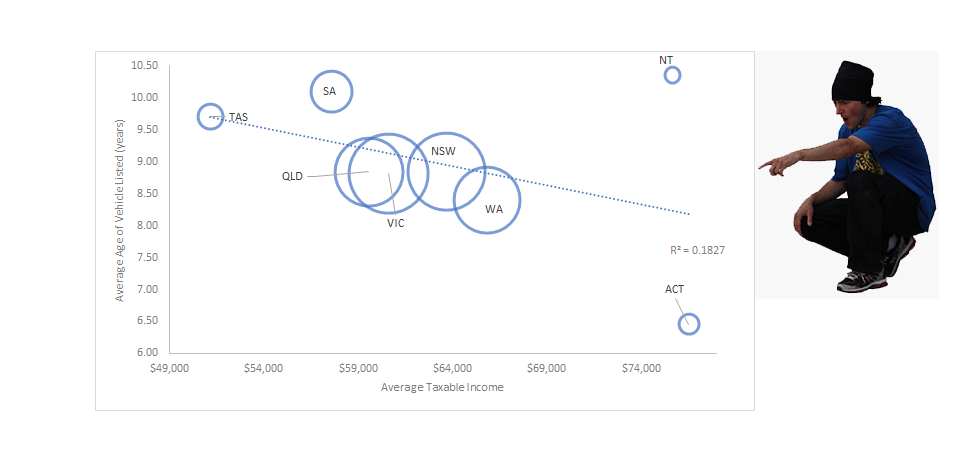 NT
10.50
10.00
SA
9.50
TAS
9.00
NSW
8.50
QLD
WA
8.00
VIC
7.50
R² = 0.1827
7.00
ACT
6.50
6.00
Average Age of Vehicle Listed (years)
$49,000 $54,000 $59,000 $64,000 $69,000 $74,000
Average Taxable Income